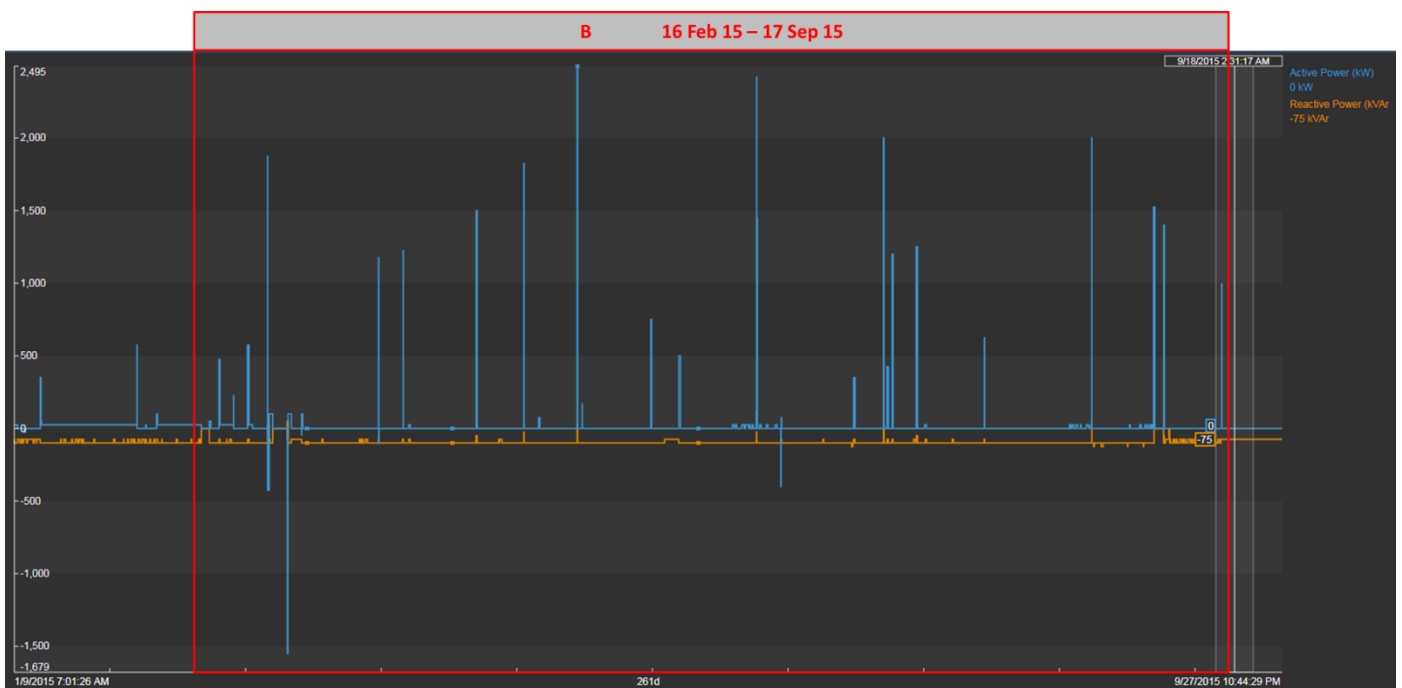 B 16 Feb 15 – 17 Sep 15
9/18/2015 2:31:17 AM
2,495
Active Power (kW)
0 kW
Reactive Power (kVAr
-75 kVAr
2,000
1,500
1,000
500
0
0
-75
-500
-1,000
-1,500
-1,679
1/9/2015 7:01:26 AM 261d 9/27/2015 10:44:29 PM